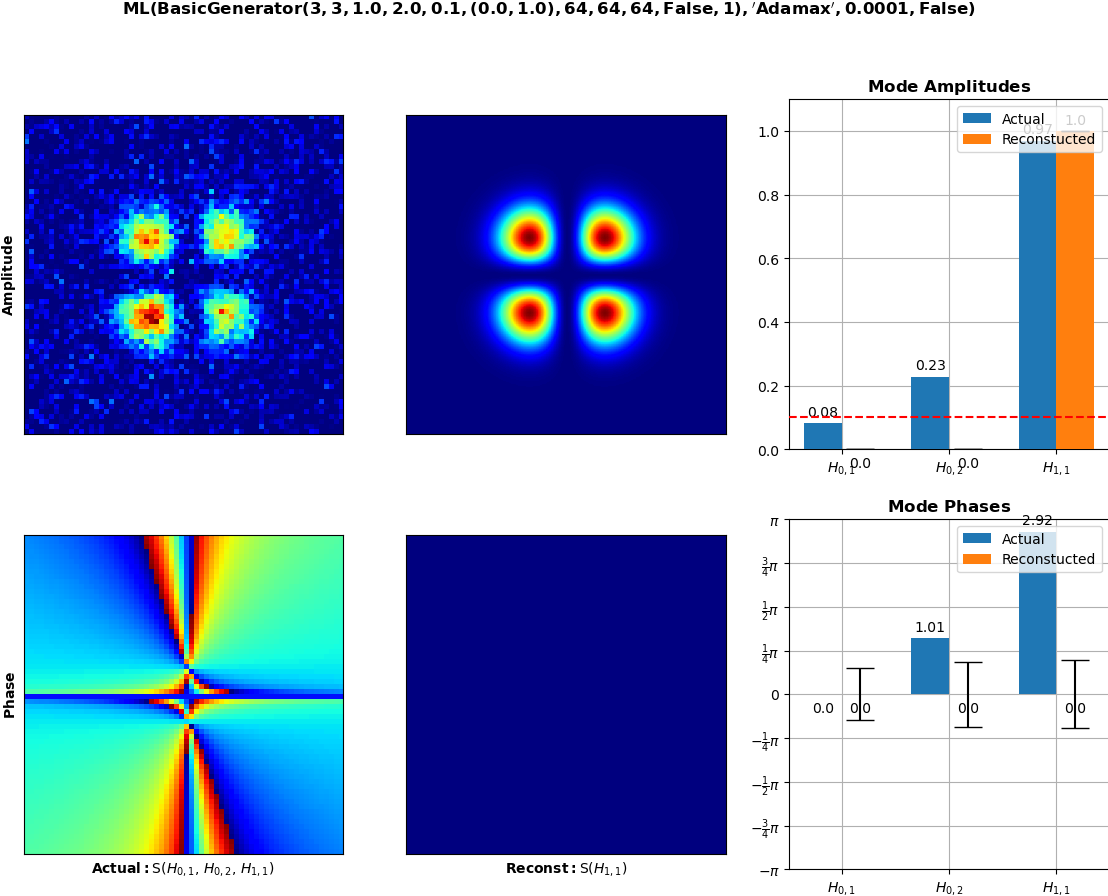 ML(BasicGenerator(3, 3, 1.0, 2.0, 0.1, (0.0, 1.0), 64, 64, 64, False, 1), ′Adamax′, 0.0001, False)
Amplitude
Mode Amplitudes
Actual
Reconstucted
1.0
0.8
0.6
0.4
0.2
0.0
0.08
0.23
0.97
0.0
0.0
1.0
H0,1
H0,2
H1,1
Phase
Actual: S(H0,1, H0,2, H1,1)
Reconst: S(H1,1)
Mode Phases
Actual
Reconstucted
π
3/4π
1/2π
1/4π
0
−1/4π
−1/2π
−3/4π
−π
0.0
1.01
2.92
0.0
0.0
0.0
H0,1
H0,2
H1,1